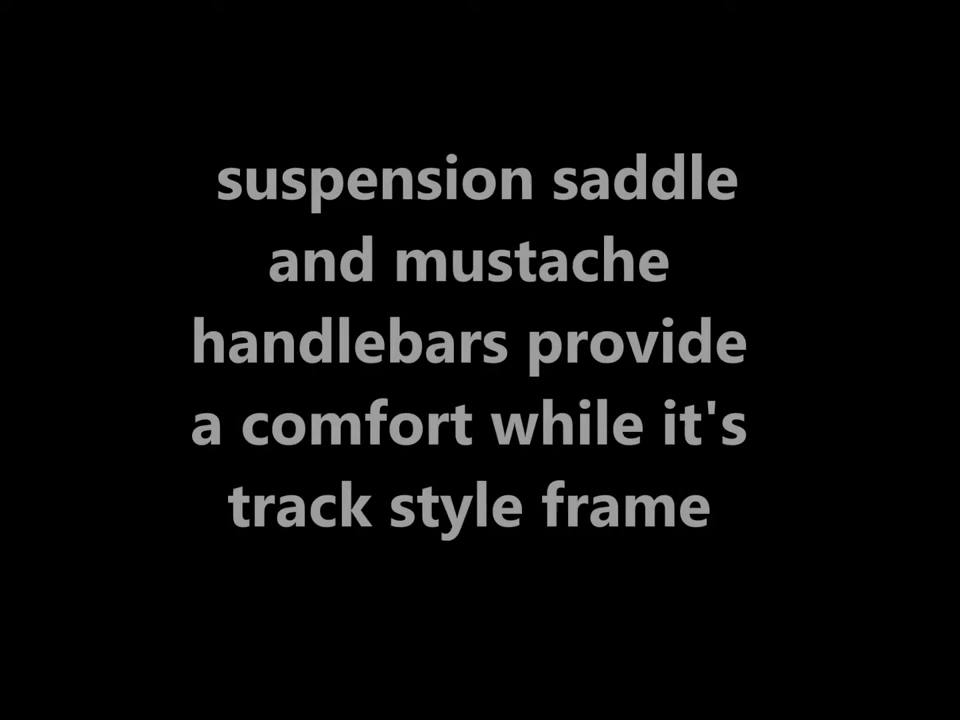 suspension saddle
and mustache
handlebars provide
a comfort while it's
track style frame